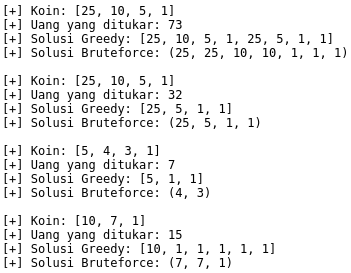 [+] Koin: [25, 10, 5, 1]
[+] Uang yang ditukar: 73
[+] Solusi Greedy: [25, 10, 5, 1, 25, 5, 1, 1]
[+] Solusi Bruteforce: (25, 25, 10, 10, 1, 1, 1)
[+] Koin: [25, 10, 5, 1]
[+] Uang yang ditukar: 32
[+] Solusi Greedy: [25, 5, 1, 1]
[+] Solusi Bruteforce: (25, 5, 1, 1)
[+] Koin: [5, 4, 3, 1]
[+] Uang yang ditukar: 7
[+] Solusi Greedy: [5, 1, 1]
[+] Solusi Bruteforce: (4, 3)
[+] Koin: [10, 7, 1]
[+] Uang yang ditukar: 15
[+] Solusi Greedy: [10, 1, 1, 1, 1, 1]
[+] Solusi Bruteforce: (7, 7, 1)